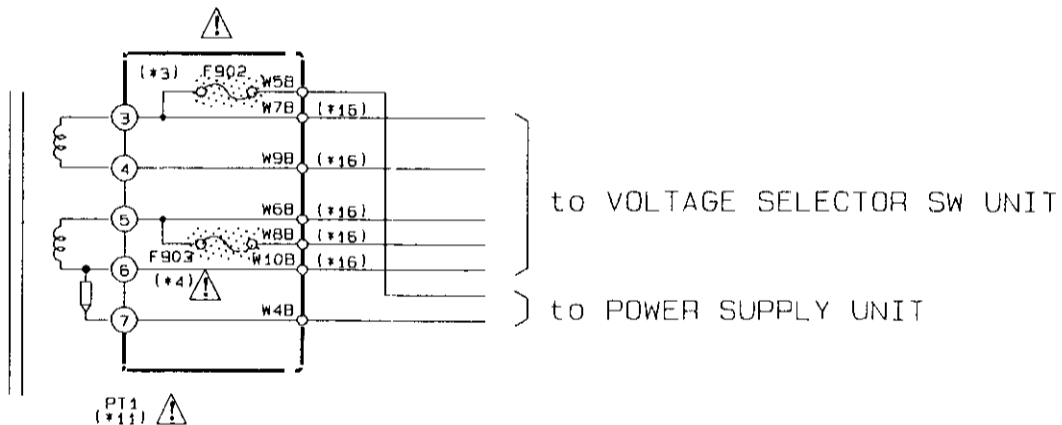 (*3) F902 W5B
3 W7B (*16)
4 W9B (*16)
5 W6B (*16)
W8B (*16)
F903 W10B (*16)
6 (*4)
7 W4B
to VOLTAGE SELECTOR SW UNIT
to POWER SUPPLY UNIT
PT1
(*11)